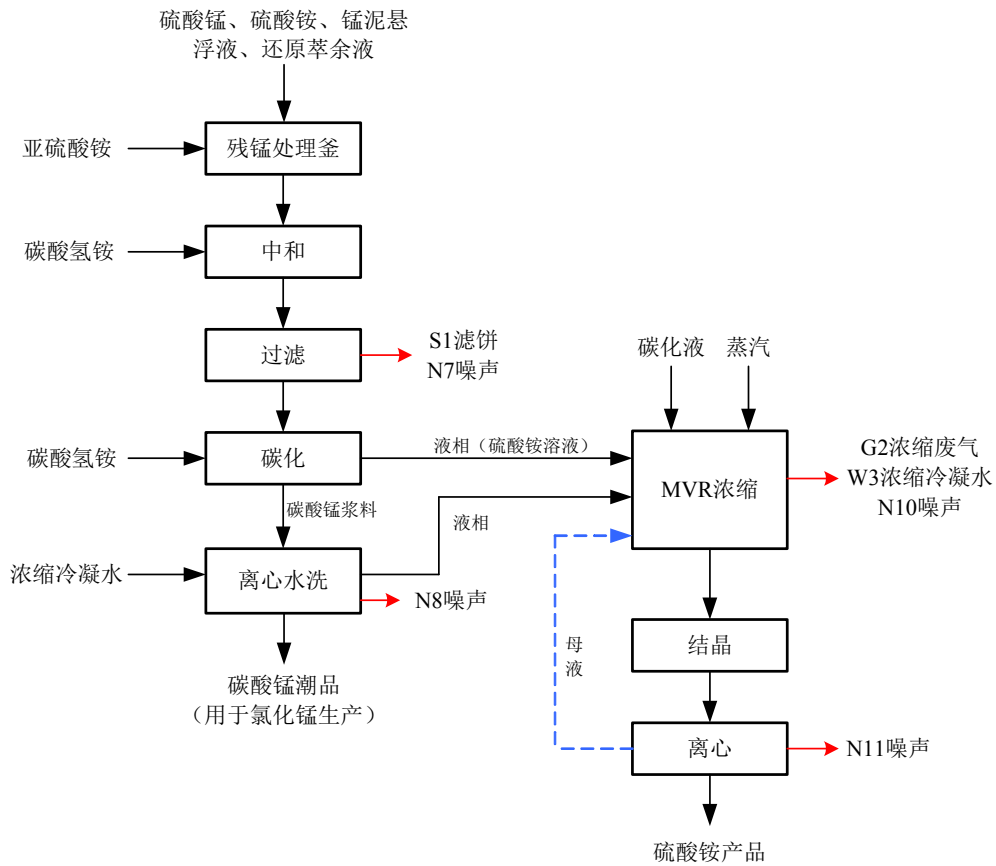 硫酸锰、硫酸铵、锰泥悬
浮液、还原萃余液
亚硫酸铵
残锰处理釜
碳酸氢铵
中和
过滤
S1滤饼
N7噪声
碳酸氢铵
碳化
液相（硫酸铵溶液）
碳酸锰浆料
液相
浓缩冷凝水
离心水洗
N8噪声
碳酸锰潮品
（用于氯化锰生产）
碳化液
蒸汽
MVR浓缩
G2浓缩废气
W3浓缩冷凝水
N10噪声
结晶
母
液
离心
N11噪声
硫酸铵产品